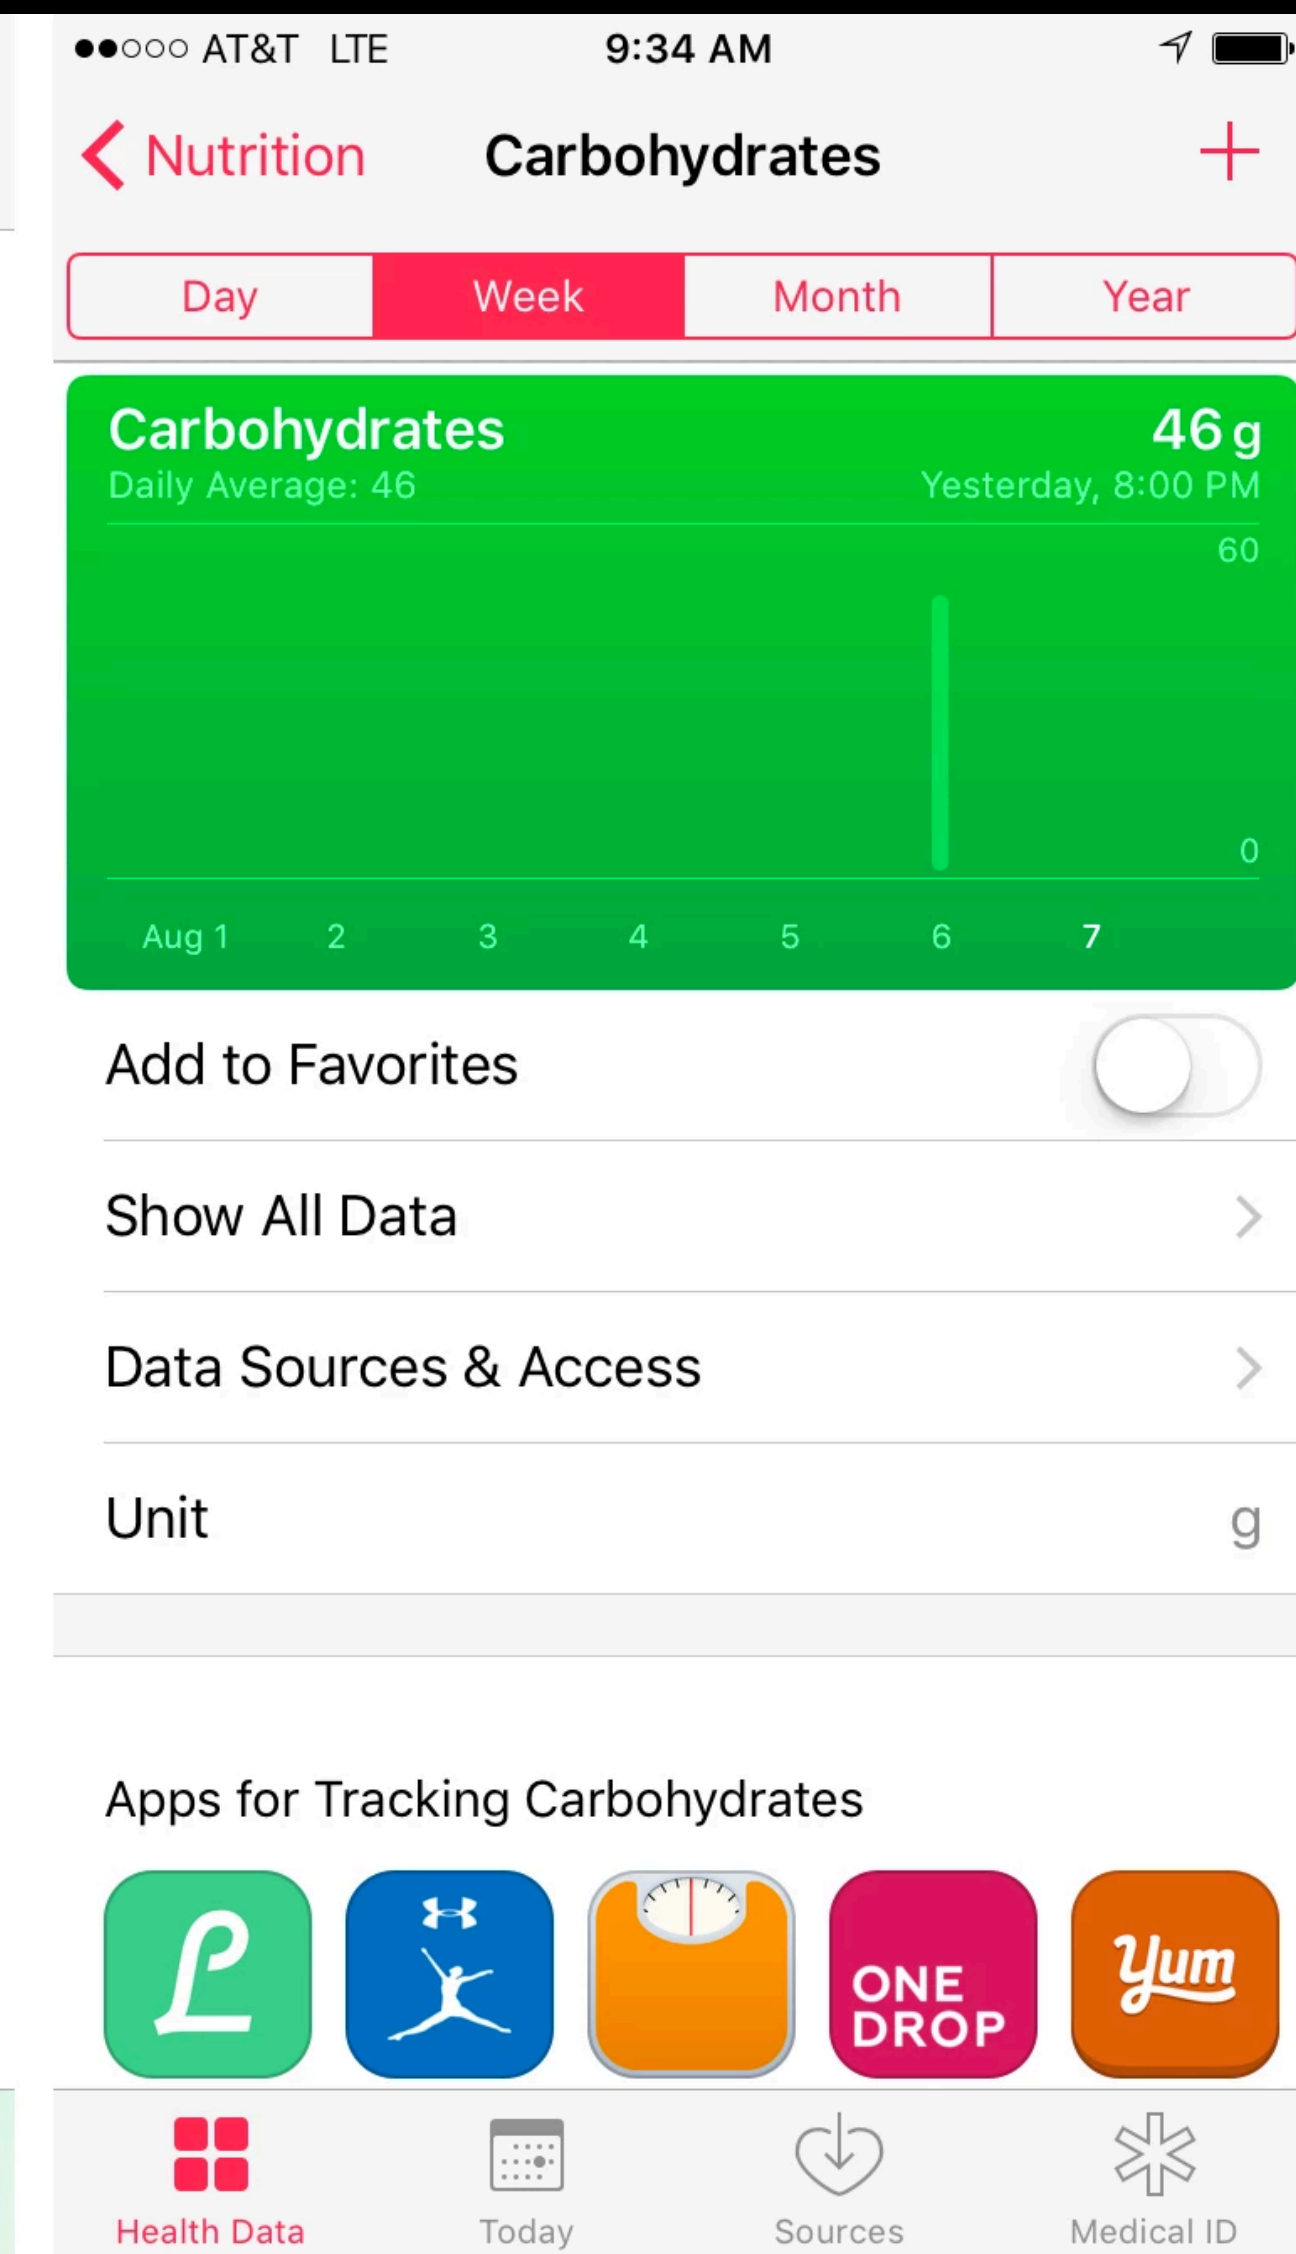 AT&T LTE 9:34 AM
Nutrition Carbohydrates
Day Week Month Year
Carbohydrates 46 g
Daily Average: 46 Yesterday, 8:00 PM
60
0
Aug 1 2 3 4 5 6 7
Add to Favorites
Show All Data
Data Sources & Access
Unit g
Apps for Tracking Carbohydrates
L
ONE
DROP
Yum
Health Data Today Sources Medical ID